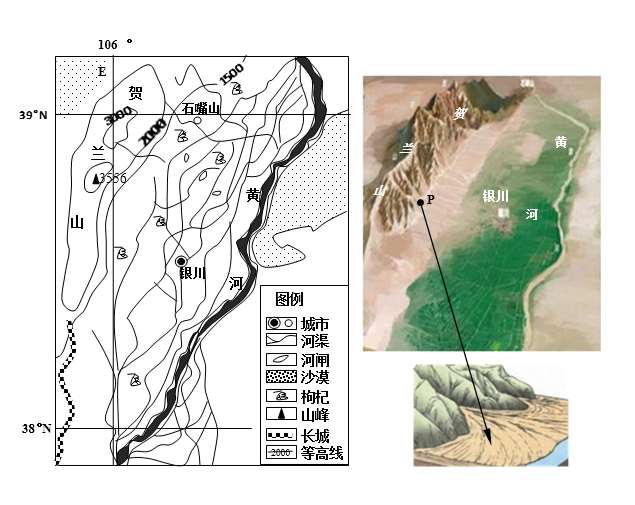 106 °
E
39°N
38°N
贺
兰
山
3000
2000
1500
石嘴山
3556
黄
河
银川
图例
城市
河渠
河闸
沙漠
枸杞
山峰
长城
2000 等高线
贺
兰
山
P
银川
黄
河